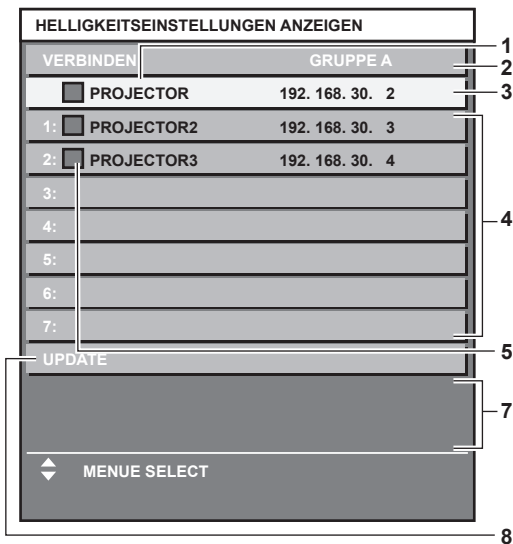 HELLIGKEITSEINSTELLUNGEN ANZEIGEN
VERBINDEN GRUPPE A
PROJECTOR 192. 168. 30. 2
1: PROJECTOR2 192. 168. 30. 3
2: PROJECTOR3 192. 168. 30. 4
3:
4:
5:
6:
7:
UPDATE
MENUE SELECT
1
2
3
4
5
7
8